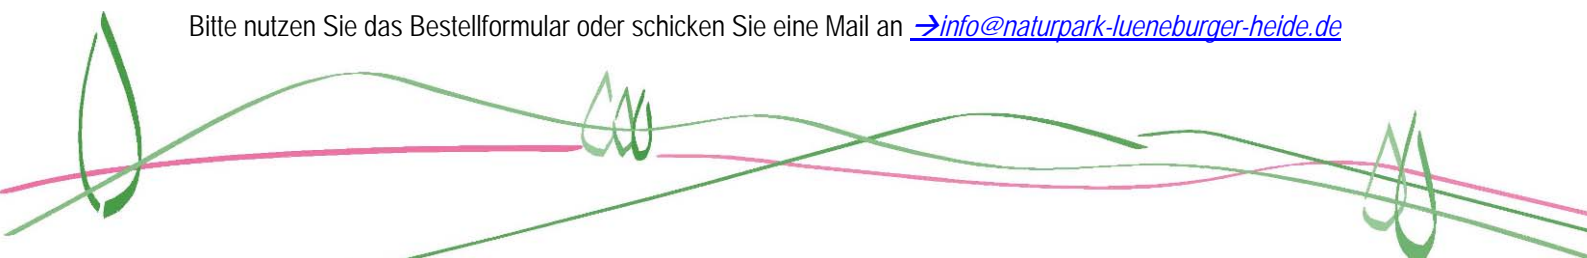 Bitte nutzen Sie das Bestellformular oder schicken Sie eine Mail an →info@naturpark-lueneburger-heide.de